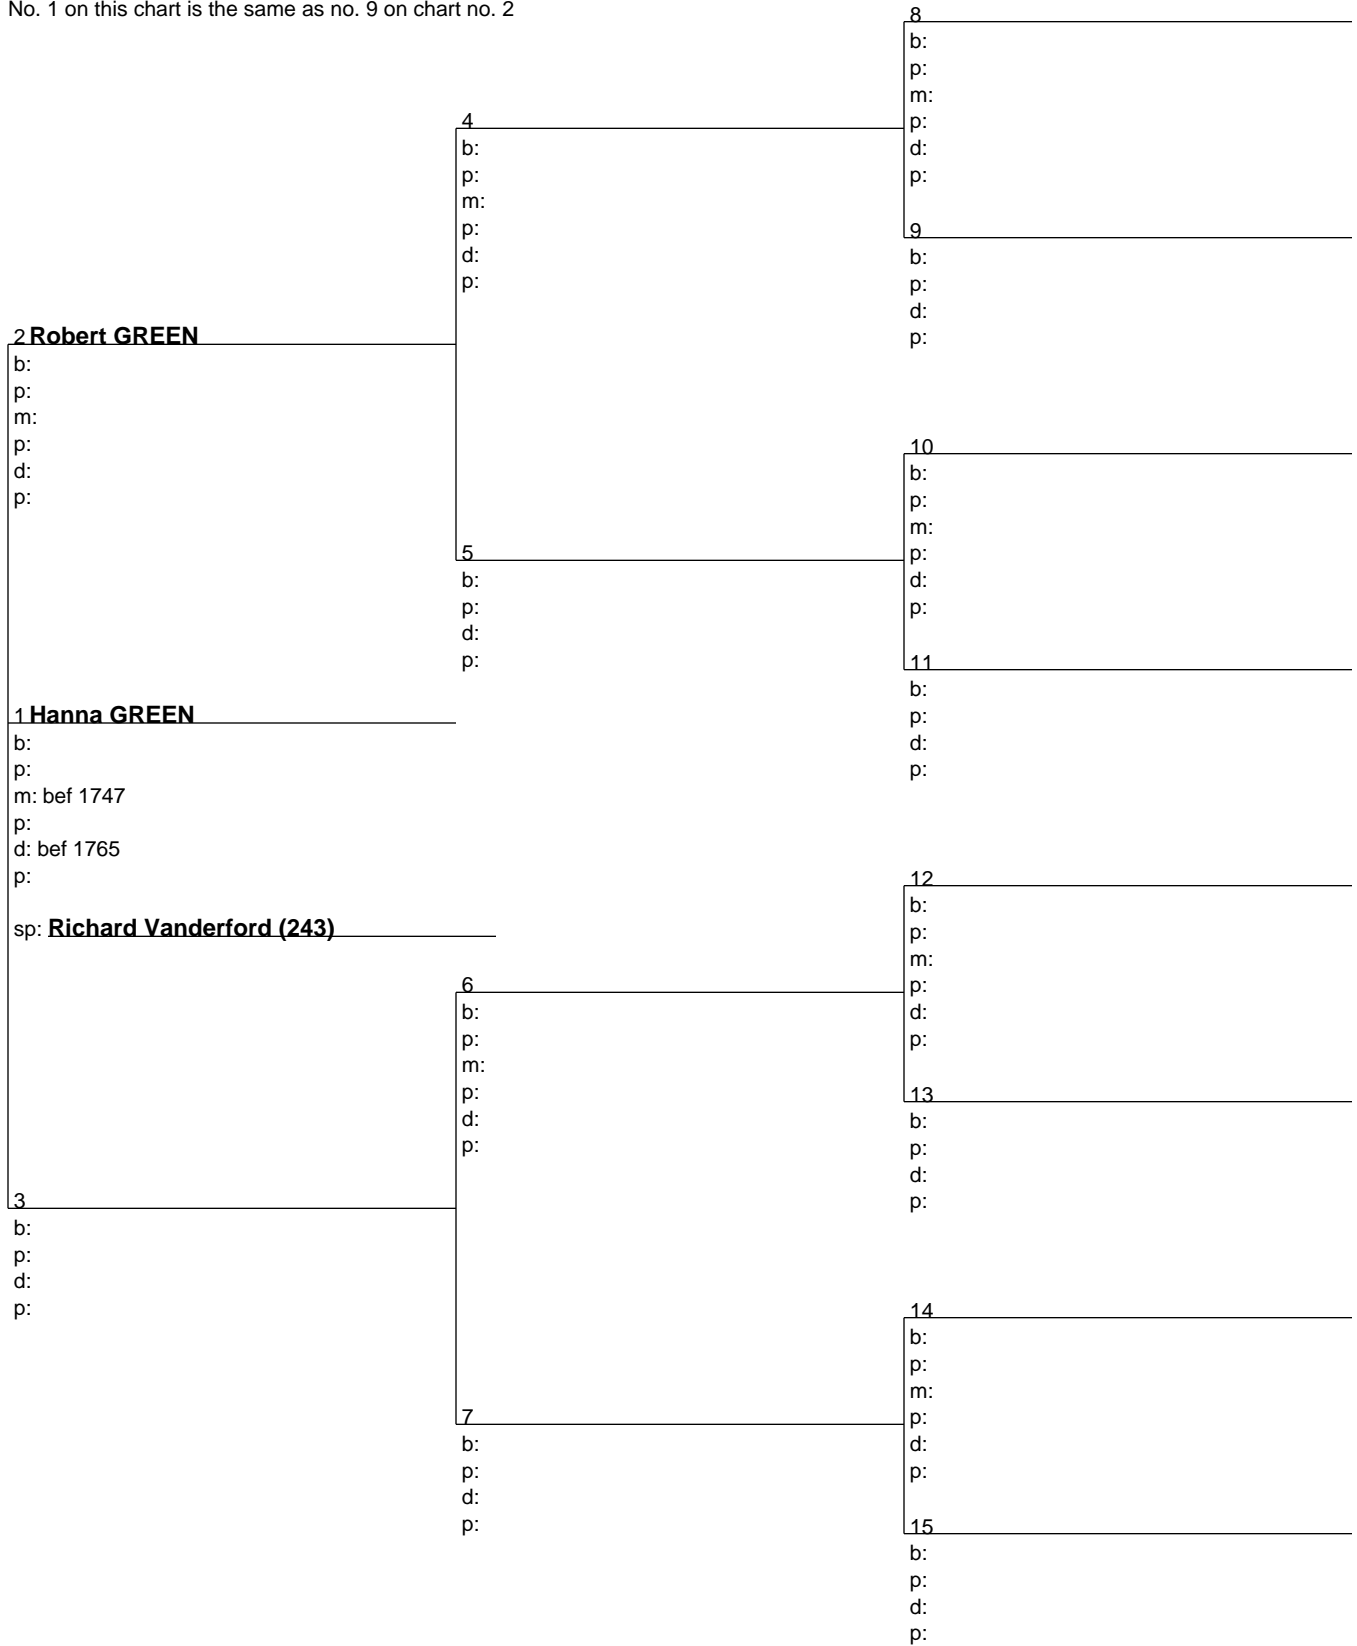 No. 1 on this chart is the same as no. 9 on chart no. 2
8
b:
p:
m:
p:
d:
p:
4
b:
p:
m:
p:
d:
p:
9
b:
p:
d:
p:
2 Robert GREEN
b:
p:
m:
p:
d:
p:
10
b:
p:
m:
p:
d:
p:
5
b:
p:
d:
p:
11
b:
p:
d:
p:
1 Hanna GREEN
b:
p:
m: bef 1747
p:
d: bef 1765
p:
sp: Richard Vanderford (243)
12
b:
p:
m:
p:
d:
p:
6
b:
p:
m:
p:
d:
p:
13
b:
p:
d:
p:
3
b:
p:
d:
p:
14
b:
p:
m:
p:
d:
p:
7
b:
p:
d:
p:
15
b:
p:
d:
p: